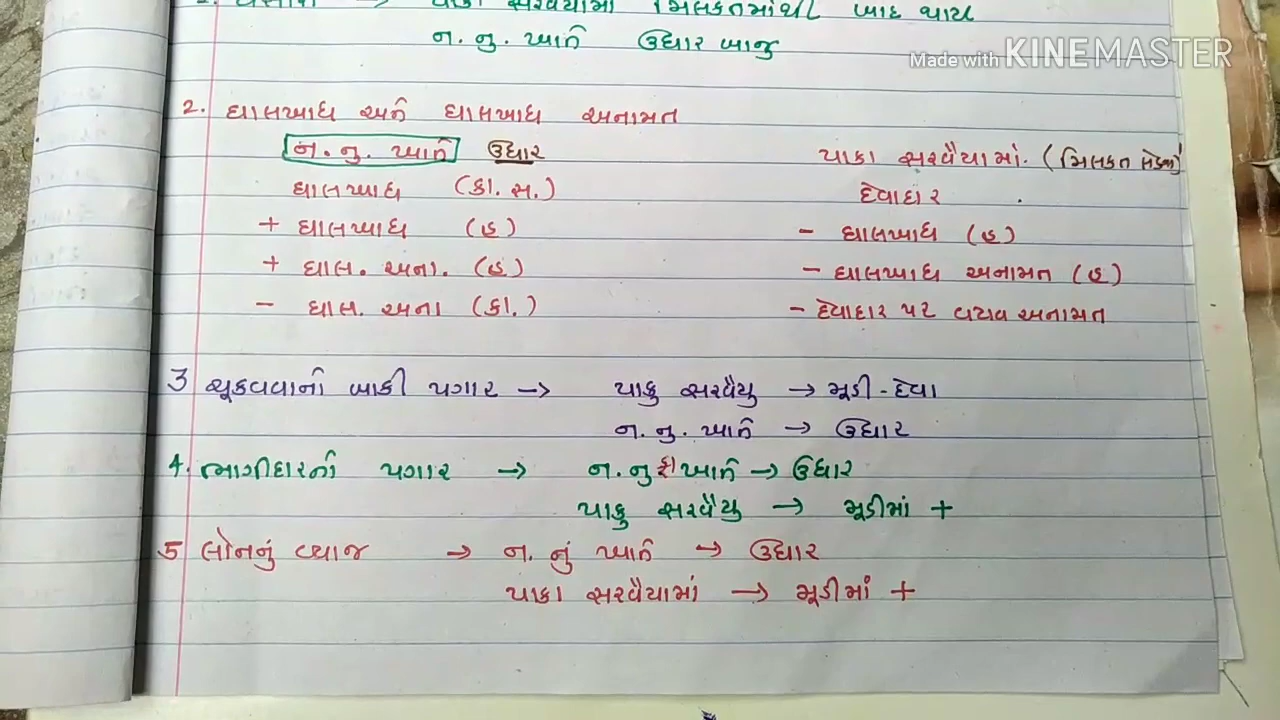 પાકા સરવૈયામાં મિલકતમાંથી બાદ થાય
ન. નુ. ખાતે ઉધાર બાજુ
Made with KINEMASTER
2. ઘાલખાધ અને ઘાલખાધ અનામત
ન. નુ. ખાતે ઉધાર
ઘાલખાધ (કા. સ.)
+ ઘાલખાધ (હ)
+ ઘાલ. અના. (હ)
- ઘાલ. અના (કા.)
પાકા સરવૈયામાં. (મિલકત
દેવાદાર
- ઘાલખાધ (હ)
- ઘાલખાધ અનામત (હ)
- દેવાદાર પર વટાવ અનામત
3 ચૂકવવાનો બાકી પગાર → પાકુ સરવૈયુ → મૂડી - દેવા
ન. નુ. ખાતે → ઉધાર
4. ભાગીદારનો પગાર → ન. નુ ખાતે → ઉધાર
પાકુ સરવૈયુ → મૂડીમાં +
5 લોનનું વ્યાજ → ન. નું ખાતે → ઉધાર
પાકા સરવૈયામાં → મૂડીમાં +